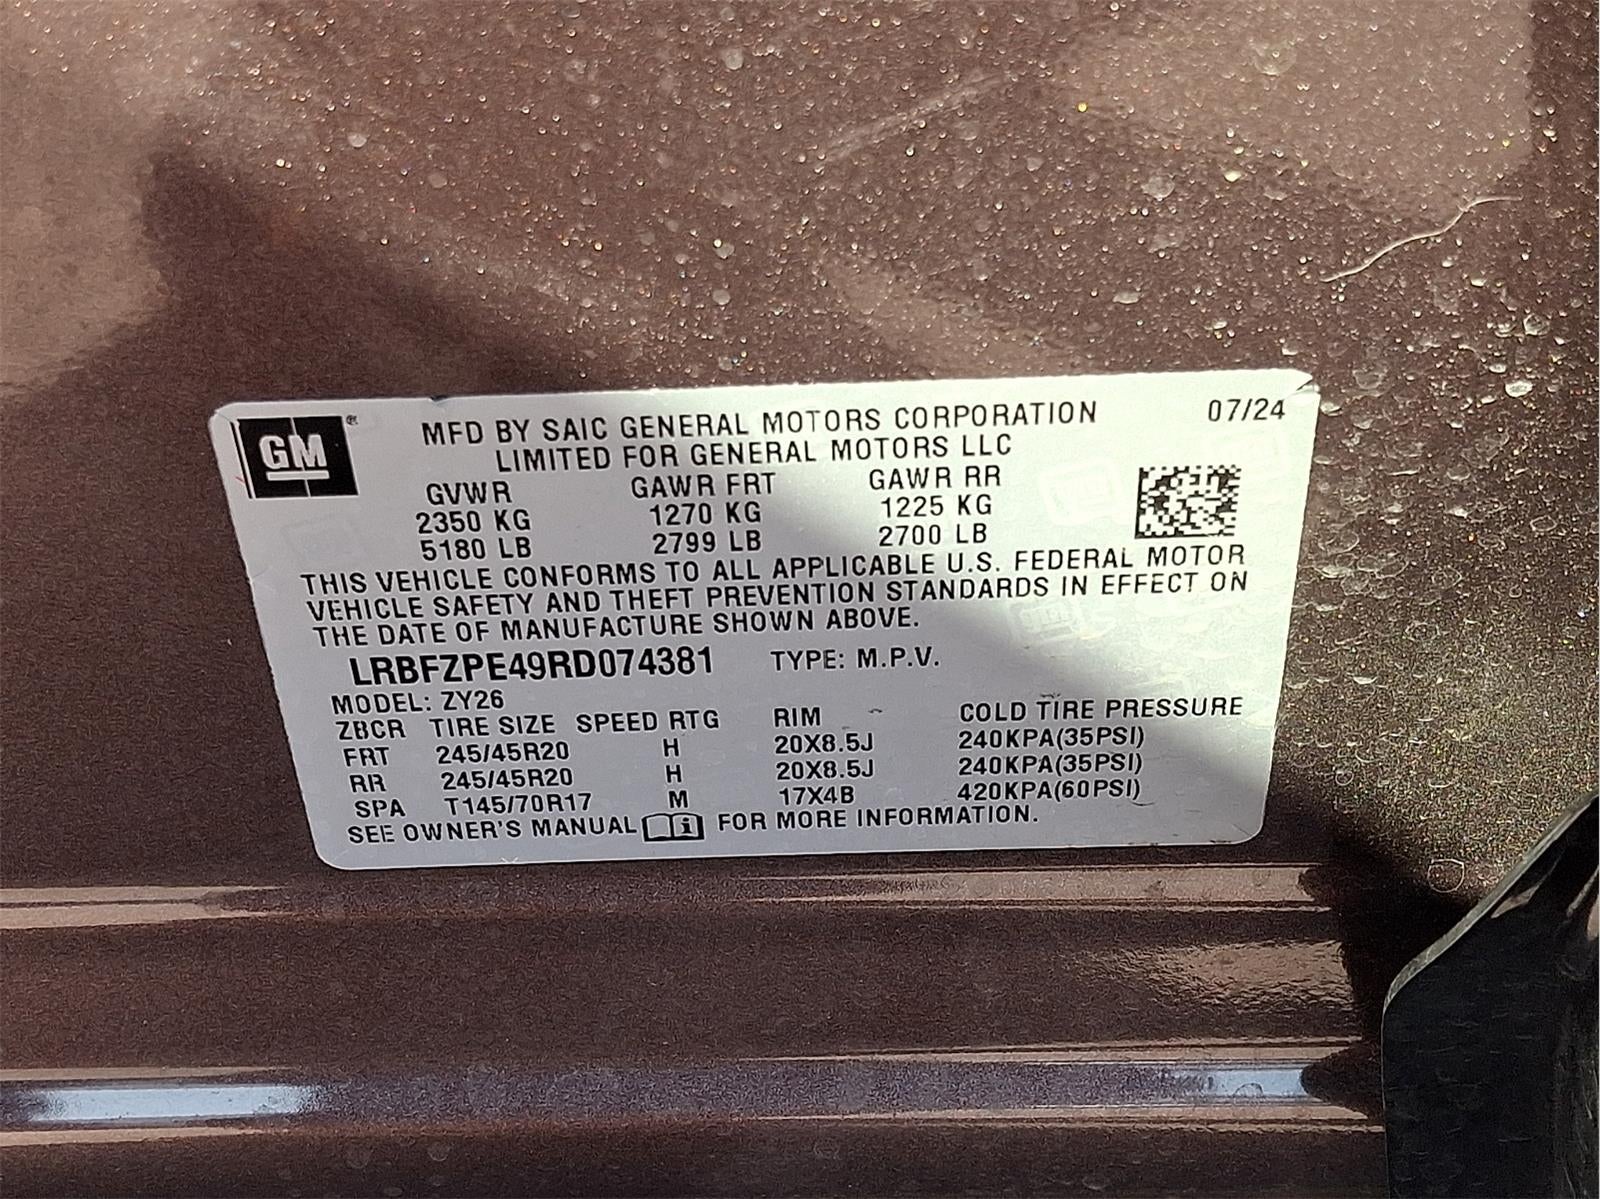 GM® MFD BY SAIC GENERAL MOTORS CORPORATION 07/24
LIMITED FOR GENERAL MOTORS LLC
GVWR GAWR FRT GAWR RR
2350 KG 1270 KG 1225 KG
5180 LB 2799 LB 2700 LB
THIS VEHICLE CONFORMS TO ALL APPLICABLE U.S. FEDERAL MOTOR
VEHICLE SAFETY AND THEFT PREVENTION STANDARDS IN EFFECT ON
THE DATE OF MANUFACTURE SHOWN ABOVE.
LRBFZPE49RD074381 TYPE: M.P.V.
MODEL: ZY26
ZBCR TIRE SIZE SPEED RTG RIM COLD TIRE PRESSURE
FRT 245/45R20 H 20X8.5J 240KPA(35PSI)
RR 245/45R20 H 20X8.5J 240KPA(35PSI)
SPA T145/70R17 M 17X4B 420KPA(60PSI)
SEE OWNER'S MANUAL FOR MORE INFORMATION.